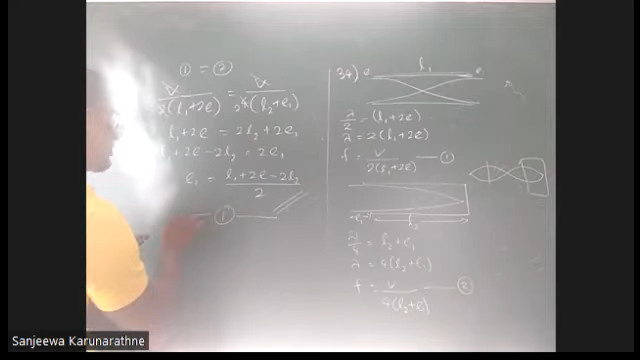 ① = ②
V/2(l₁+2e) = V/4(l₂+e₁)
l₁+2e = 2l₂+2e₁
l₁+2e-2l₂ = 2e₁
e₁ = (l₁+2e-2l₂)/2
①
34)
e l₁ e
λ/2 = (l₁+2e)
λ = 2(l₁+2e)
f = V/2(l₁+2e) — ①
l₂
λ/4 = l₂+e₁
λ = 4(l₂+e₁)
f = V/4(l₂+e₁) — ②
Sanjeewa Karunarathne